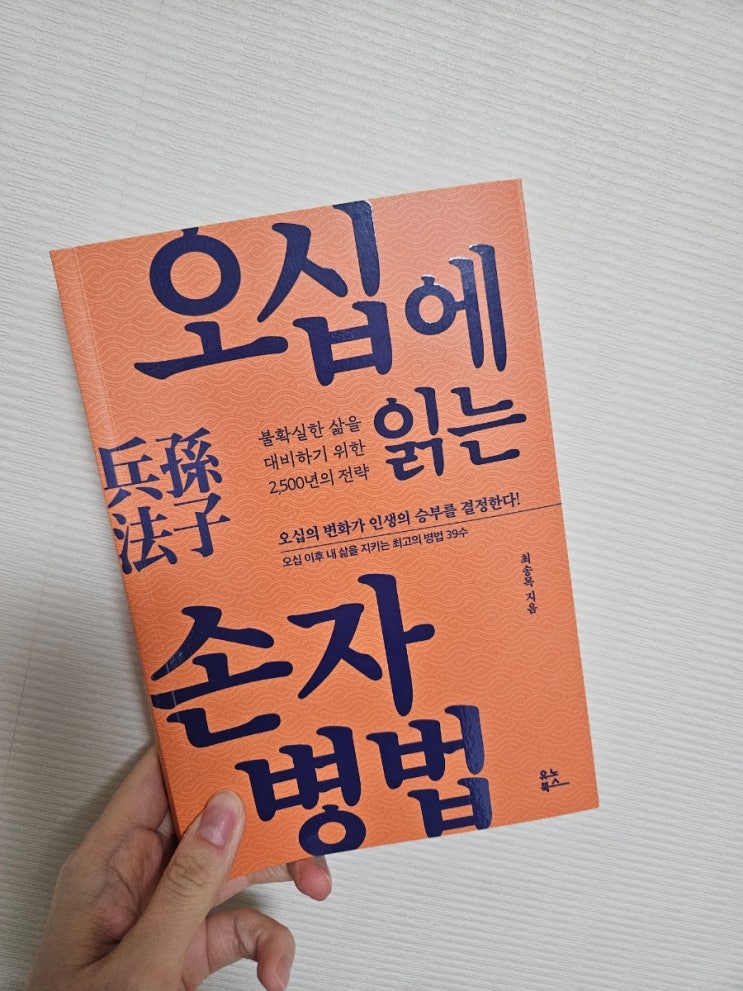 오십에
읽는
불확실한 삶을
대비하기 위한
2,500년의 전략
孫子
兵法
오십의 변화가 인생의 승부를 결정한다!
오십 이후 내 삶을 지키는 최고의 병법 39수
최송목 지음
손자
병법
유노
북스